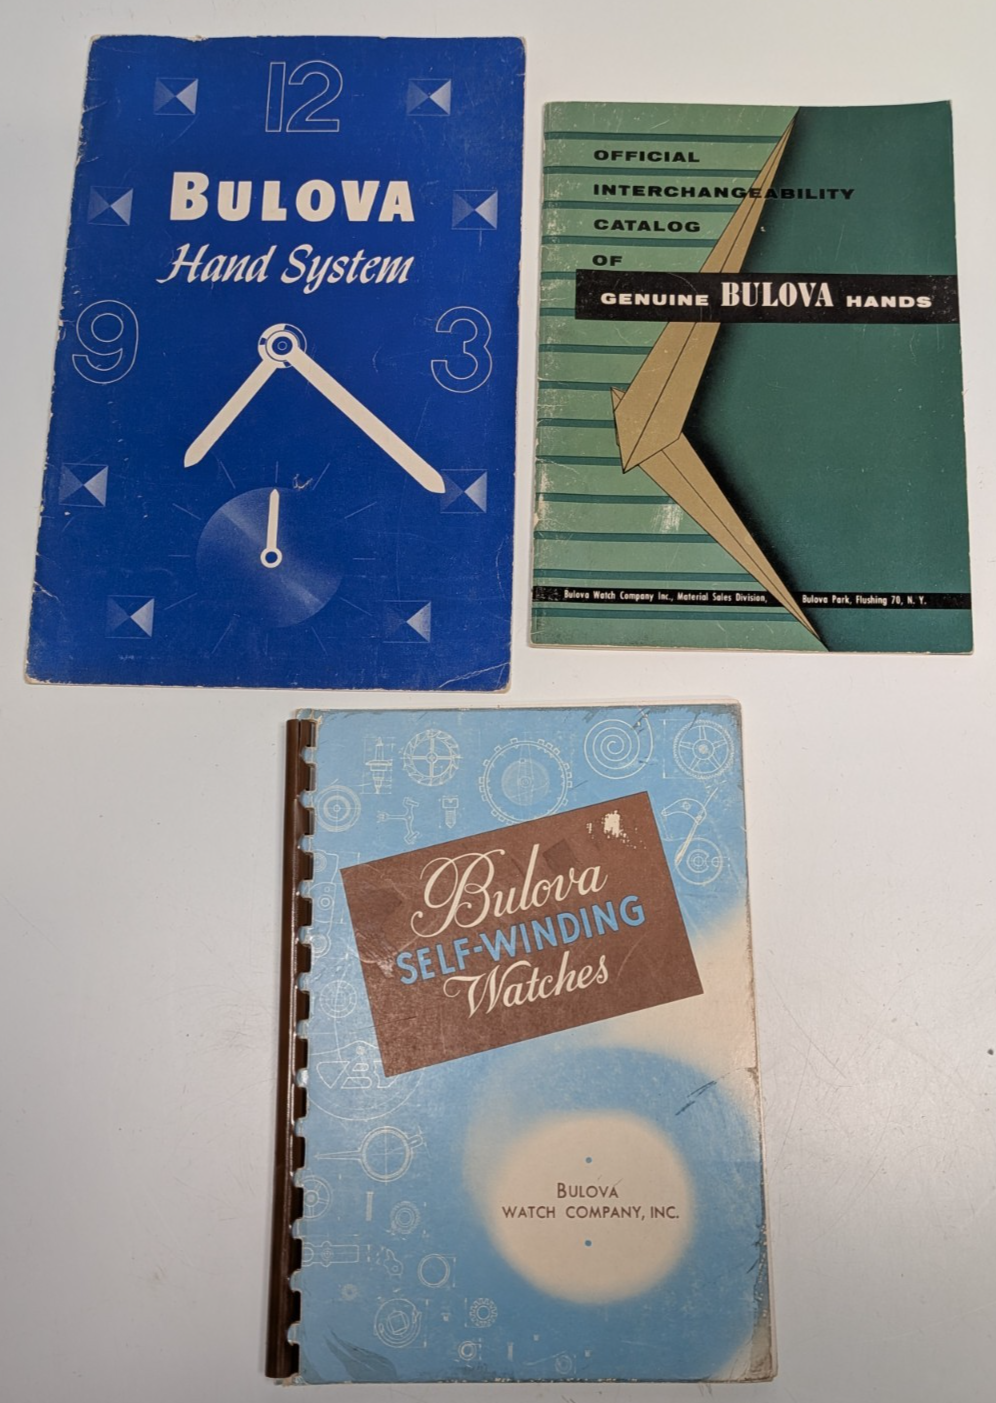 12
BULOVA
Hand System
9
3
OFFICIAL
INTERCHANGEABILITY
CATALOG
OF
GENUINE BULOVA HANDS
Bulova Watch Company Inc., Material Sales Division, Bulova Park, Flushing 70, N. Y.
Bulova
SELF-WINDING
Watches
BULOVA
WATCH COMPANY, INC.